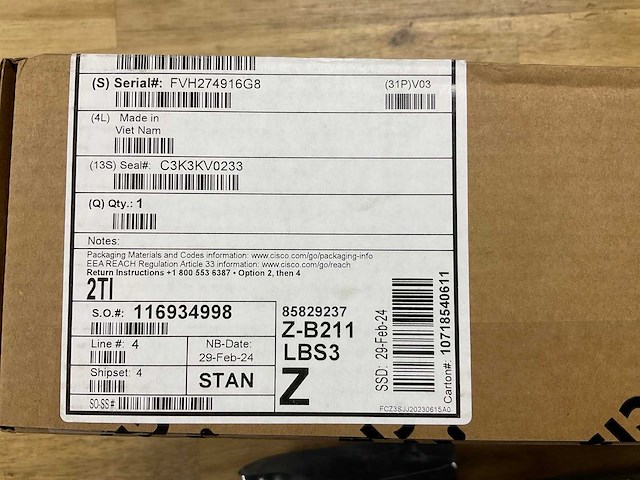 (S) Serial#: FVH274916G8
(31P)V03
(4L) Made in
Viet Nam
(13S) Seal#: C3K3KV0233
(Q) Qty.: 1
Notes:
Packaging Materials and Codes information: www.cisco.com/go/packaging-info
EEA REACH Regulation Article 33 information: www.cisco.com/go/reach
Return Instructions +1 800 553 6387 • Option 2, then 4
2TI
S.O.#: 116934998
Line #: 4
Shipset: 4
SO-SS#
NB-Date:
29-Feb-24
STAN
85829237
Z-B211
LBS3
Z
SSD: 29-Feb-24
Carton#: 10718540611
FCZ3SJJ20230615A0